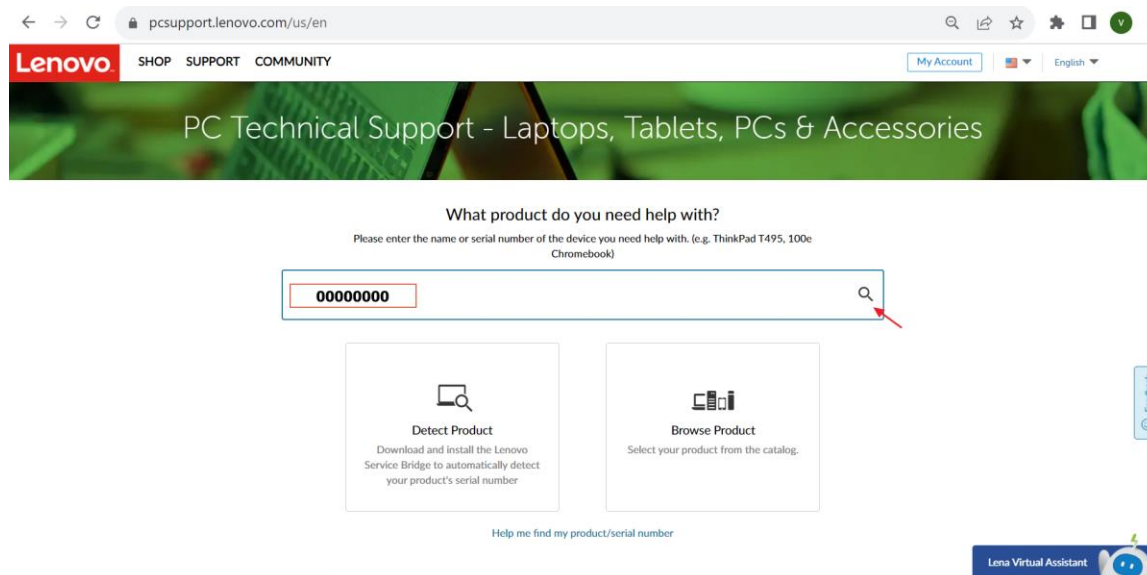 pcsupport.lenovo.com/us/en
V
Lenovo. SHOP SUPPORT COMMUNITY My Account English
PC Technical Support - Laptops, Tablets, PCs & Accessories
What product do you need help with?
Please enter the name or serial number of the device you need help with. (e.g. ThinkPad T495, 100e
Chromebook)
00000000
Detect Product
Download and install the Lenovo
Service Bridge to automatically detect
your product's serial number
Browse Product
Select your product from the catalog.
Help me find my product/serial number
Lena Virtual Assistant